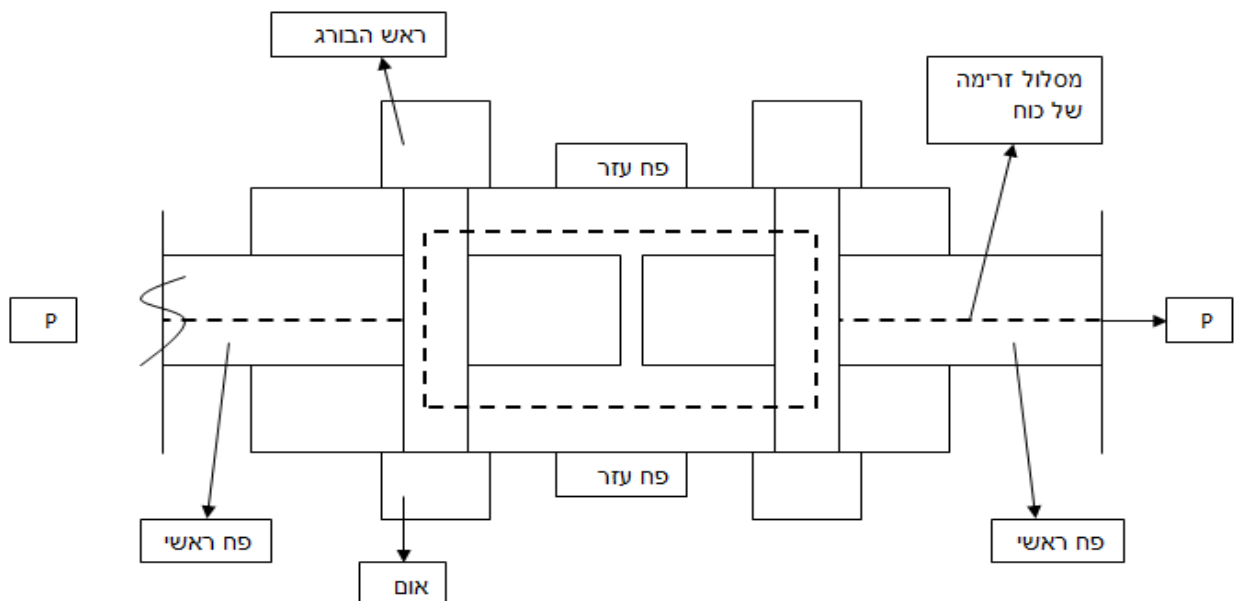 ראש הבורג
מסלול זרימה
של כוח
פח עזר
P
P
פח עזר
פח ראשי
פח ראשי
אום